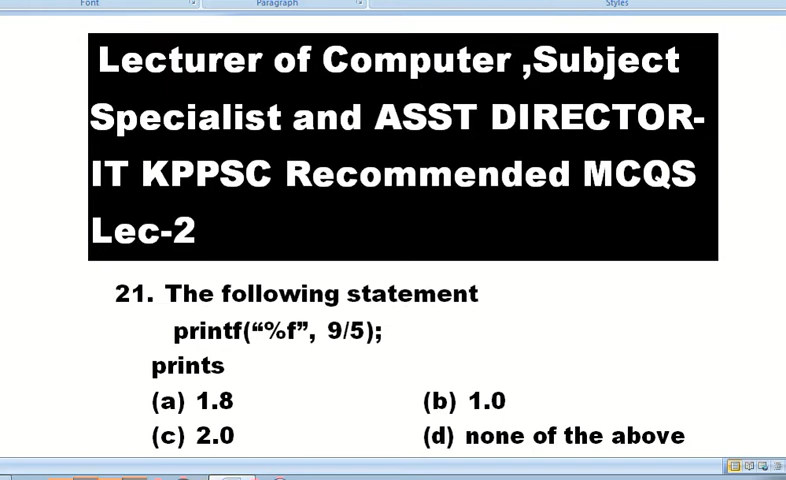 Font Paragraph Styles
Lecturer of Computer ,Subject
Specialist and ASST DIRECTOR-
IT KPPSC Recommended MCQS
Lec-2
21. The following statement
printf(“%f”, 9/5);
prints
(a) 1.8 (b) 1.0
(c) 2.0 (d) none of the above